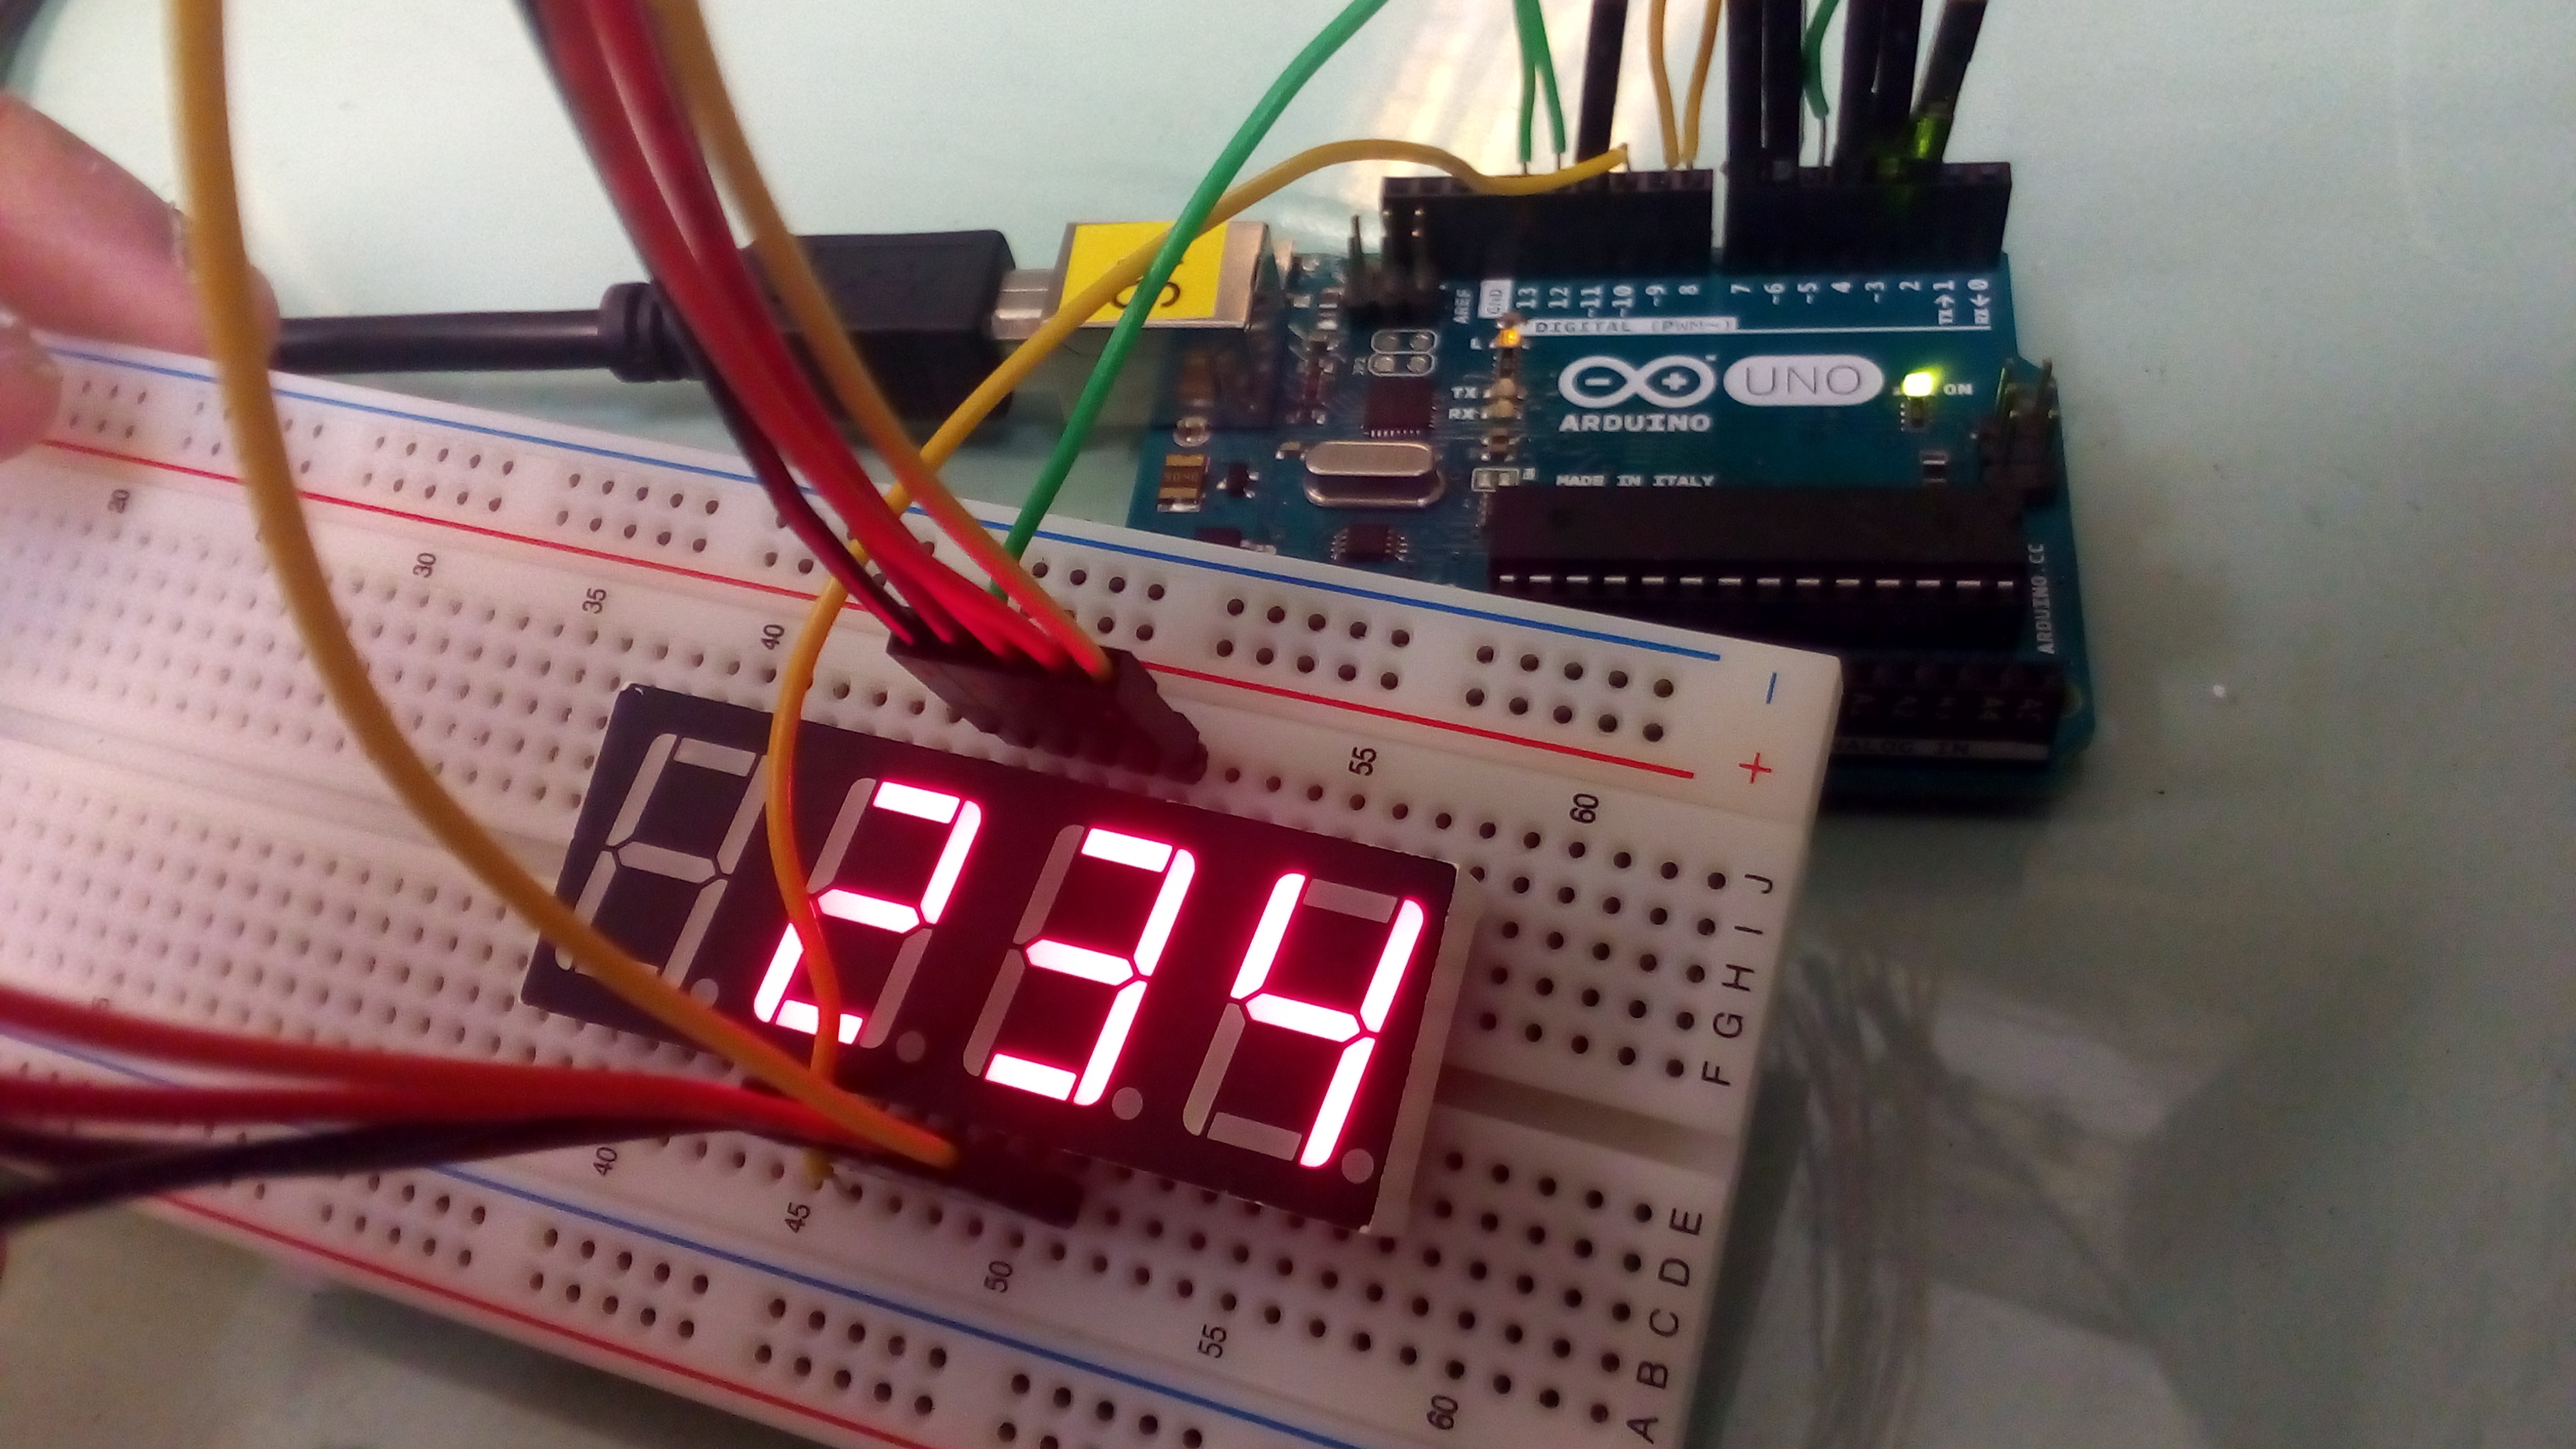 AREF
GND
13
12
~11
~10
~9
8
7
~6
~5
4
~3
2
TX→1
RX←0
DIGITAL (PWM~)
L
TX
RX
UNO
ON
ARDUINO
MADE IN ITALY
ARDUINO.CC
ANALOG IN
20
30
35
40
55
60
-
+
J
I
H
G
F
234
40
45
50
55
60
E
D
C
B
A